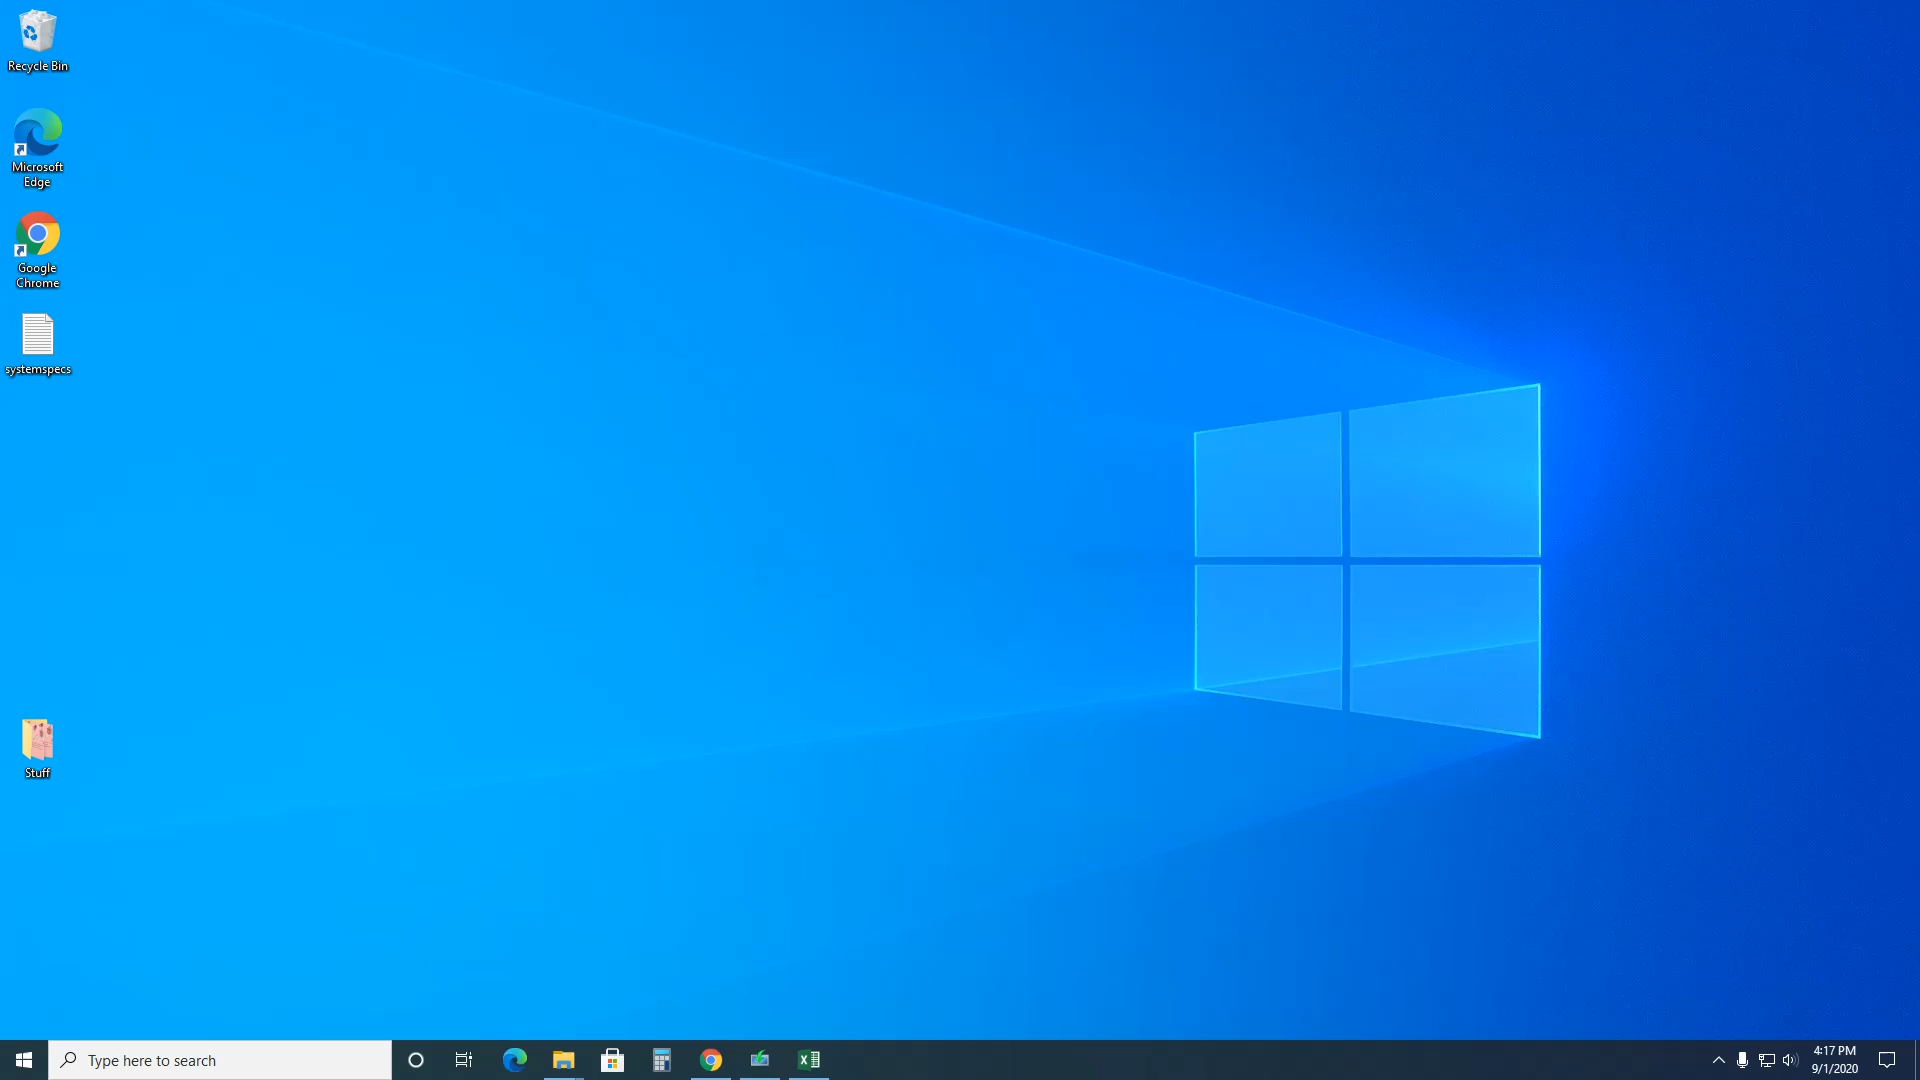 Recycle Bin
Microsoft
Edge
Google
Chrome
systemspecs
Stuff
Type here to search
4:17 PM
9/1/2020